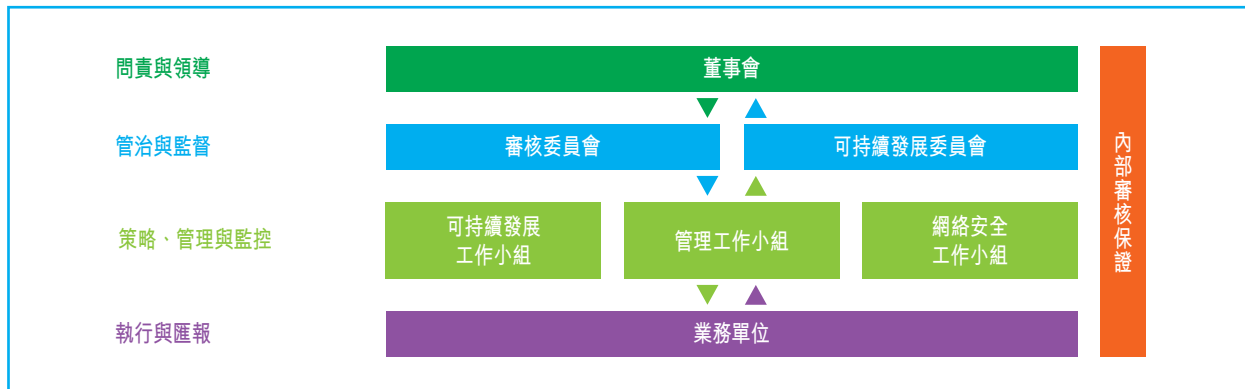 問責與領導
董事會
管治與監督
審核委員會
可持續發展委員會
策略、管理與監控
可持續發展
工作小組
管理工作小組
網絡安全
工作小組
執行與匯報
業務單位
內部審核保證